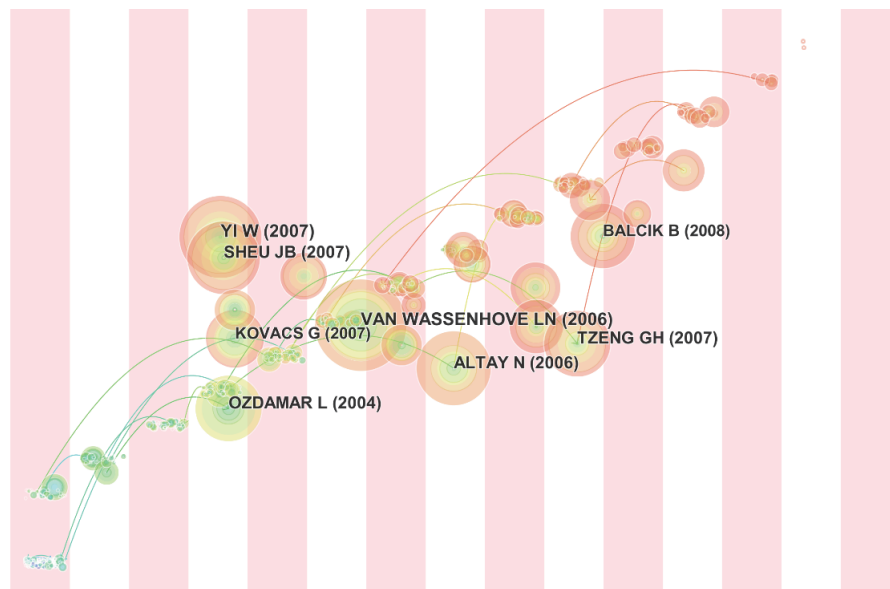 YI W (2007)
BALCIK B (2008)
SHEU JB (2007)
VAN WASSENHOVE LN (2006)
KOVACS G (2007)
TZENG GH (2007)
ALTAY N (2006)
OZDAMAR L (2004)